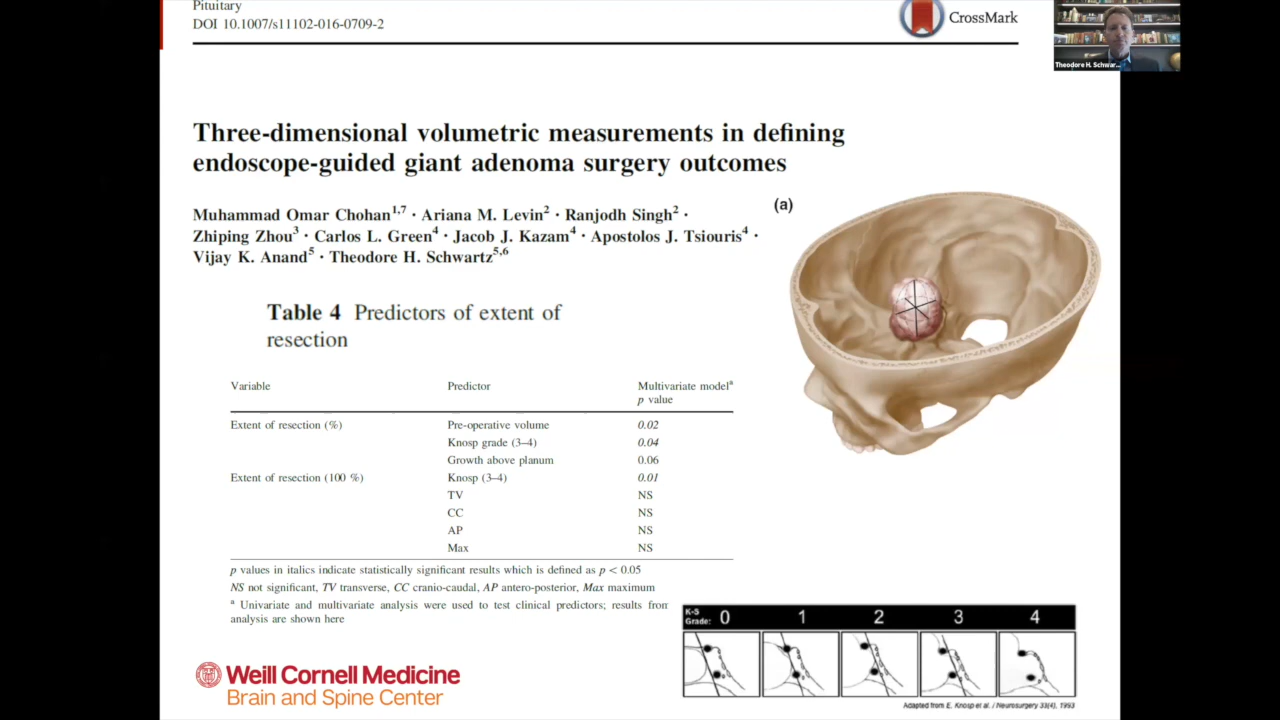 Pituitary
DOI 10.1007/s11102-016-0709-2
CrossMark
Theodore H. Schwar...
Three-dimensional volumetric measurements in defining
endoscope-guided giant adenoma surgery outcomes
(a)
Muhammad Omar Chohan1,7 · Ariana M. Levin2 · Ranjodh Singh2 ·
Zhiping Zhou3 · Carlos L. Green4 · Jacob J. Kazam4 · Apostolos J. Tsiouris4 ·
Vijay K. Anand5 · Theodore H. Schwartz5,6
Table 4 Predictors of extent of
resection
Variable Predictor Multivariate modela
p value
Extent of resection (%) Pre-operative volume 0.02
Knosp grade (3–4) 0.04
Growth above planum 0.06
Extent of resection (100 %) Knosp (3–4) 0.01
TV NS
CC NS
AP NS
Max NS
p values in italics indicate statistically significant results which is defined as p < 0.05
NS not significant, TV transverse, CC cranio-caudal, AP antero-posterior, Max maximum
a Univariate and multivariate analysis were used to test clinical predictors; results from
analysis are shown here
K-S
Grade: 0 1 2 3 4
Adapted from E. Knosp et al. / Neurosurgery 33(4), 1993
Weill Cornell Medicine
Brain and Spine Center